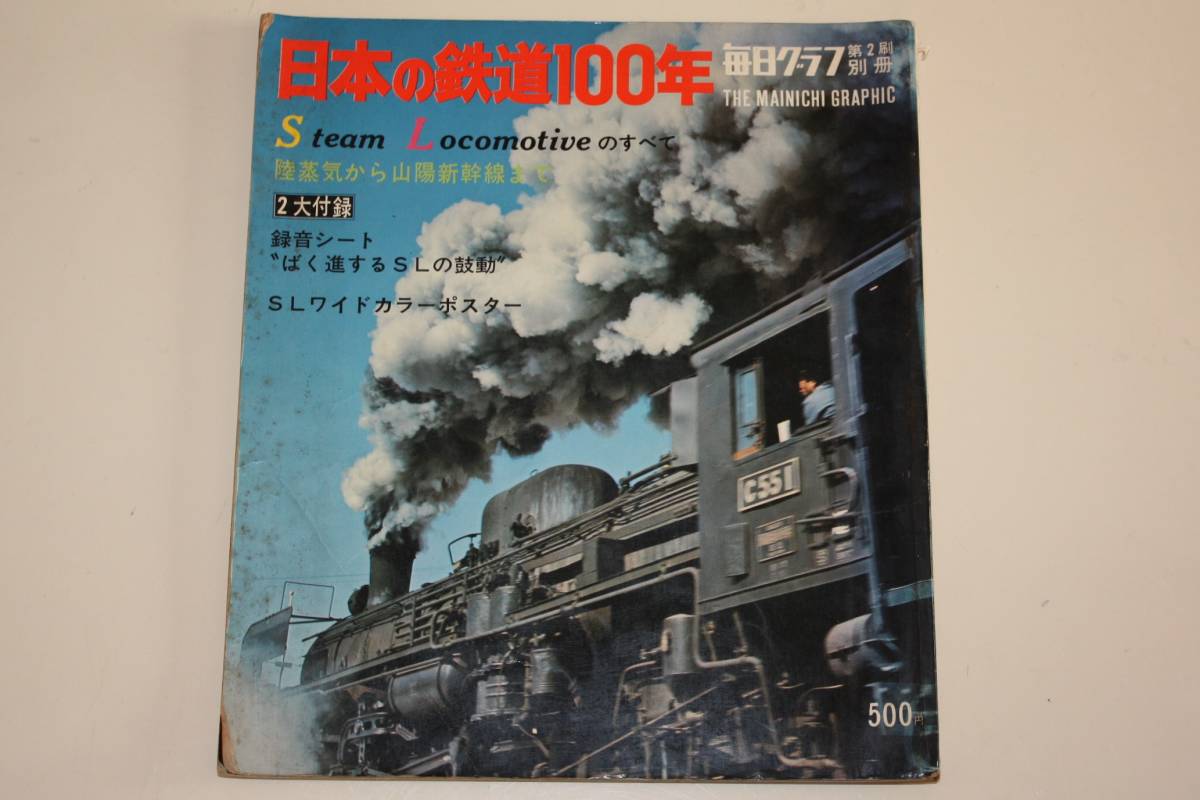 日本の鉄道100年
毎日グラフ
第2刷
別冊
THE MAINICHI GRAPHIC
Steam Locomotiveのすべて
陸蒸気から山陽新幹線まで
2大付録
録音シート
〝ばく進するSLの鼓動〟
SLワイドカラーポスター
C551
500円